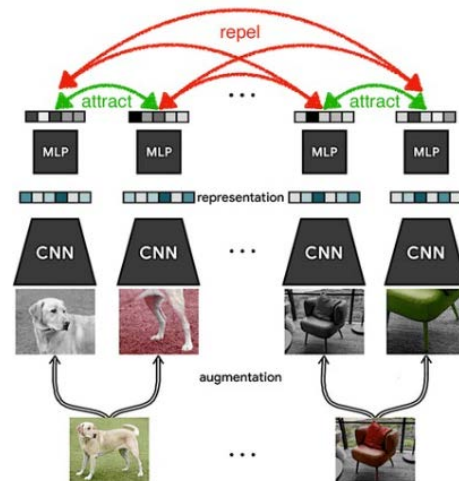 repel
attract
attract
MLP MLP MLP MLP
representation
CNN CNN CNN CNN
augmentation